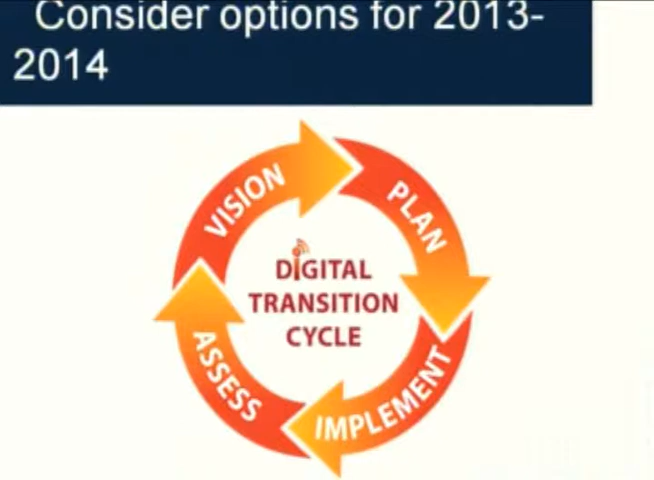 Consider options for 2013-
2014
VISION
PLAN
DIGITAL
TRANSITION
CYCLE
ASSESS
IMPLEMENT